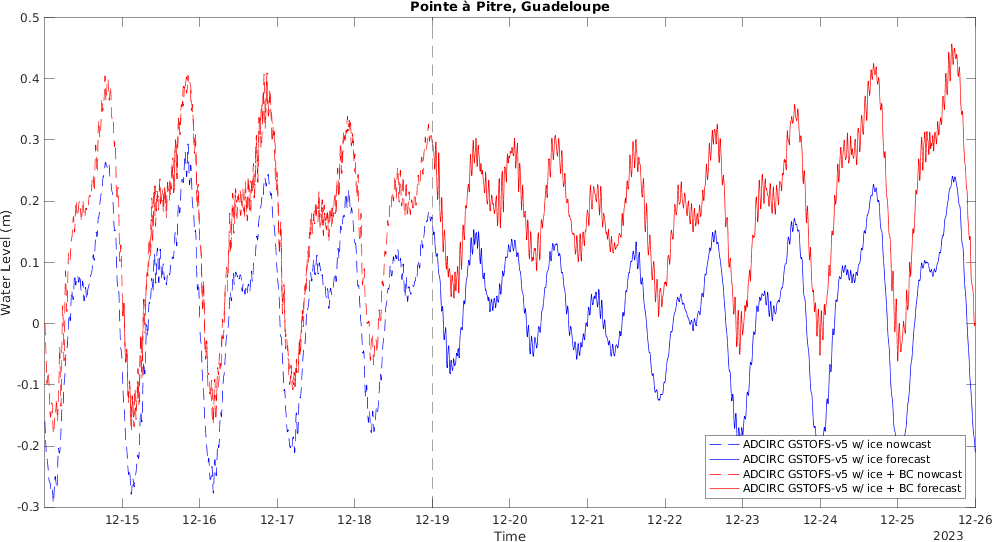 Pointe à Pitre, Guadeloupe
0.5
0.4
0.3
0.2
0.1
0
-0.1
-0.2
-0.3
Water Level (m)
12-15 12-16 12-17 12-18 12-19 12-20 12-21 12-22 12-23 12-24 12-25 12-26
Time
2023
ADCIRC GSTOFS-v5 w/ ice nowcast
ADCIRC GSTOFS-v5 w/ ice forecast
ADCIRC GSTOFS-v5 w/ ice + BC nowcast
ADCIRC GSTOFS-v5 w/ ice + BC forecast